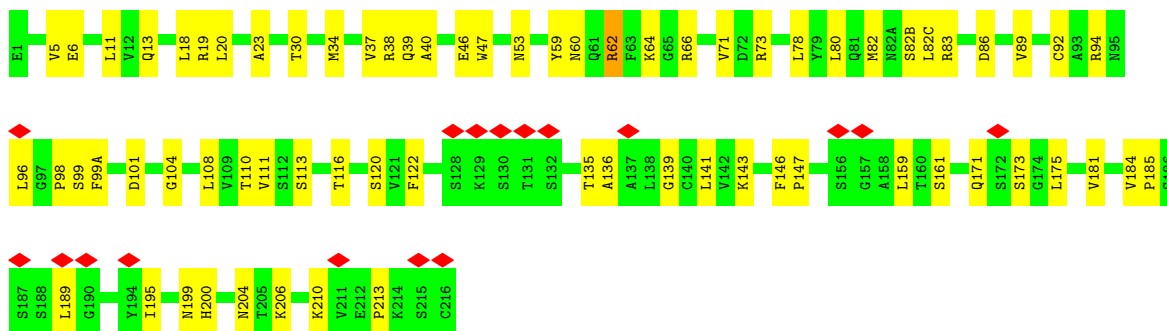 E1 V5 E6 L11 V12 Q13 L18 R19 L20 A23 T30 M34 V37 R38 Q39 A40 E46 W47 N53 Y59 N60 Q61 R62 F63 K64 G65 R66 V71 D72 R73 L78 Y79 L80 Q81 M82 N82A S82B L82C R83 D86 V89 C92 A93 R94 N95
L96 G97 P98 S99 F99A D101 G104 L108 V109 T110 V111 S112 S113 T116 S120 V121 F122 S128 K129 S130 T131 S132 T135 A136 A137 L138 G139 C140 L141 V142 K143 F146 P147 S156 G157 A158 L159 T160 S161 Q171 S172 S173 G174 L175 V181 V184 P185
S187 S188 L189 G190 Y194 I195 N199 H200 N204 T205 K206 K210 V211 E212 P213 K214 S215 C216